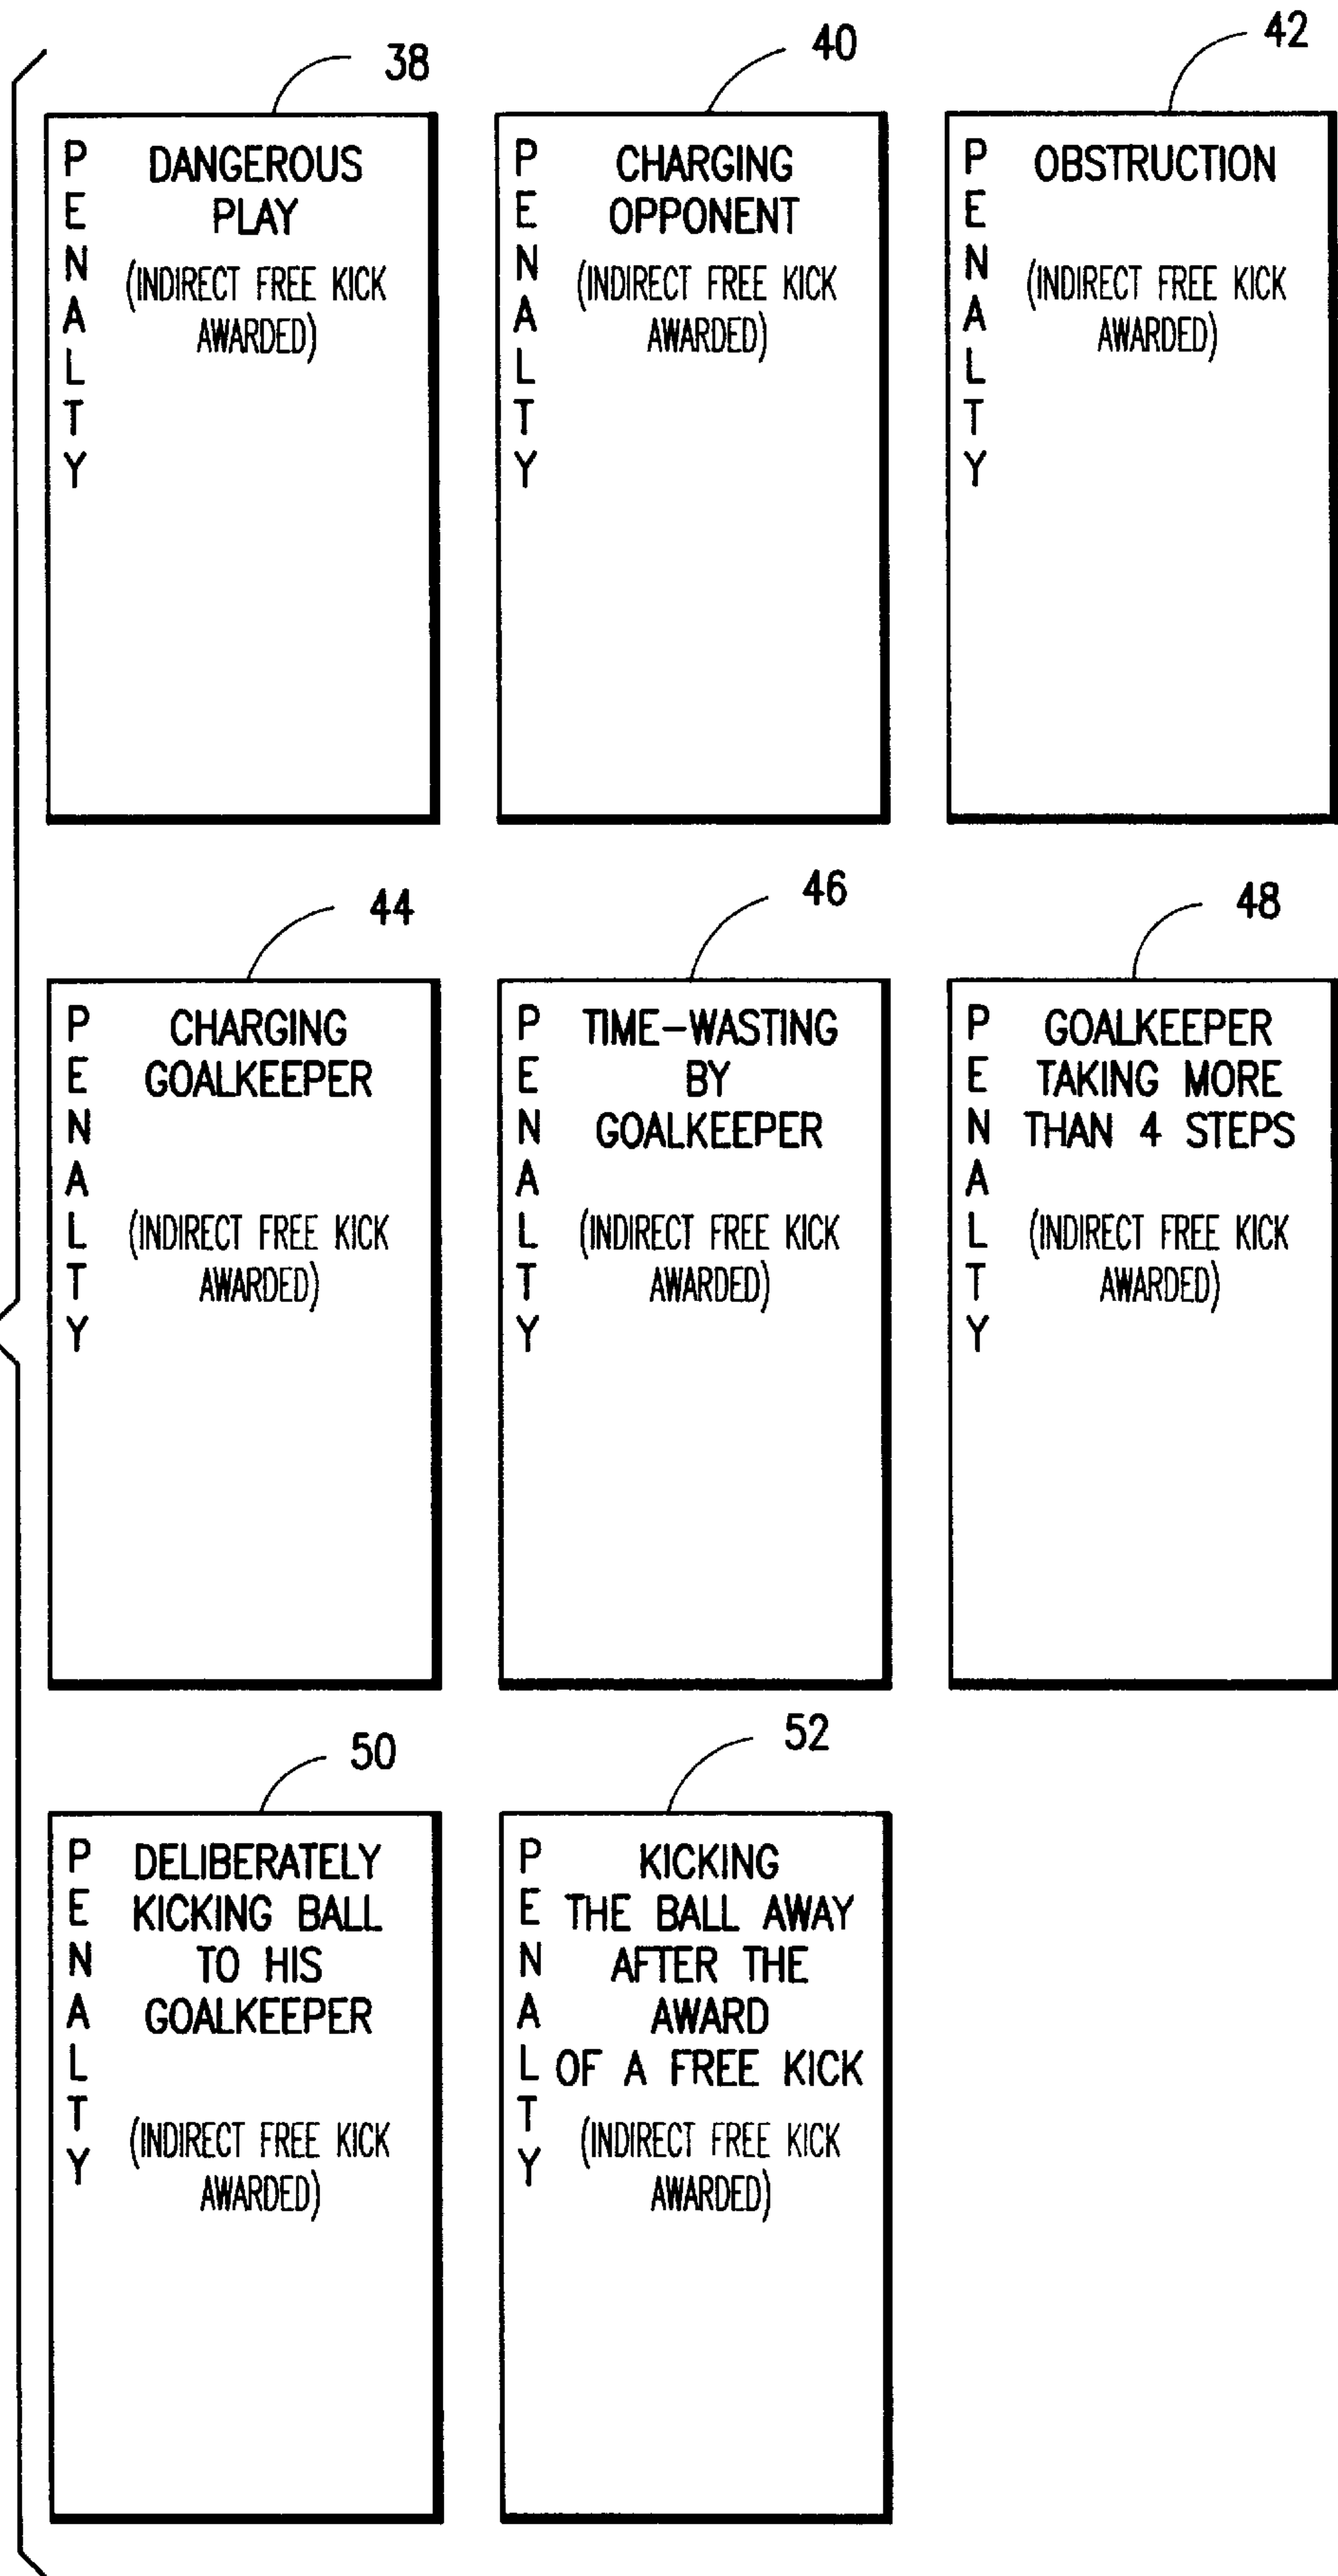 38
PENALTY
DANGEROUS
PLAY
(INDIRECT FREE KICK
AWARDED)
40
PENALTY
CHARGING
OPPONENT
(INDIRECT FREE KICK
AWARDED)
42
PENALTY
OBSTRUCTION
(INDIRECT FREE KICK
AWARDED)
44
PENALTY
CHARGING
GOALKEEPER
(INDIRECT FREE KICK
AWARDED)
46
PENALTY
TIME-WASTING
BY
GOALKEEPER
(INDIRECT FREE KICK
AWARDED)
48
PENALTY
GOALKEEPER
TAKING MORE
THAN 4 STEPS
(INDIRECT FREE KICK
AWARDED)
50
PENALTY
DELIBERATELY
KICKING BALL
TO HIS
GOALKEEPER
(INDIRECT FREE KICK
AWARDED)
52
PENALTY
KICKING
THE BALL AWAY
AFTER THE
AWARD
OF A FREE KICK
(INDIRECT FREE KICK
AWARDED)